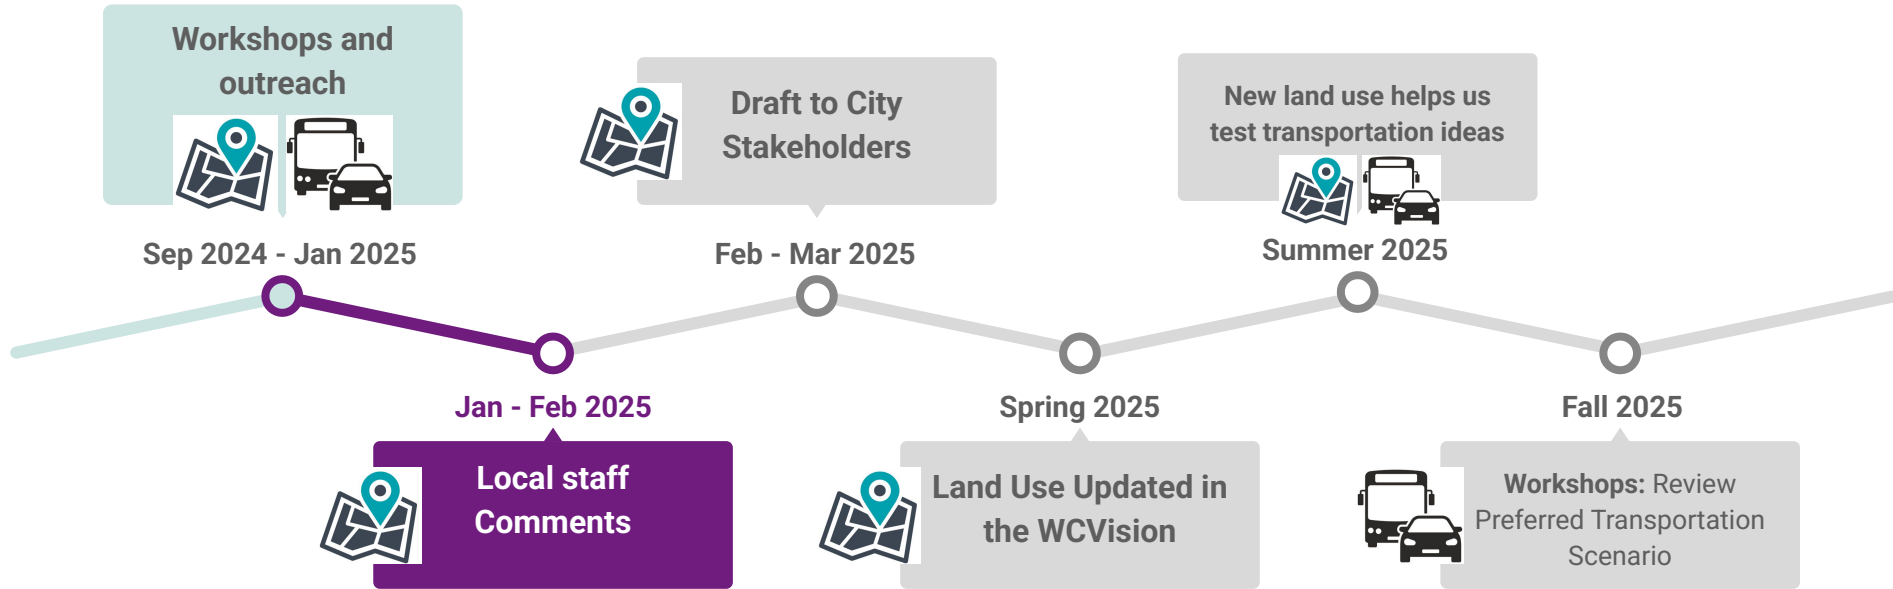 Workshops and
outreach
Sep 2024 - Jan 2025
Jan - Feb 2025
Local staff
Comments
Draft to City
Stakeholders
Feb - Mar 2025
Spring 2025
Land Use Updated in
the WCVision
New land use helps us
test transportation ideas
Summer 2025
Fall 2025
Workshops: Review
Preferred Transportation
Scenario